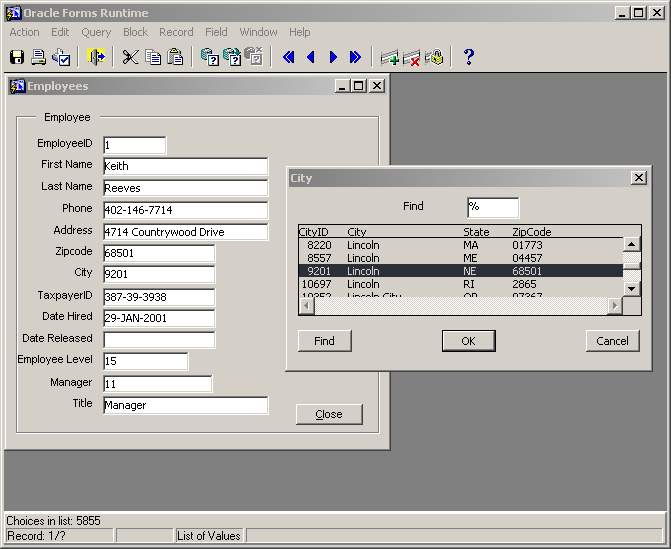 Oracle Forms Runtime
Action Edit Query Block Record Field Window Help
Employees
Employee
EmployeeID 1
First Name Keith
Last Name Reeves
Phone 402-146-7714
Address 4714 Countrywood Drive
Zipcode 68501
City 9201
TaxpayerID 387-39-3938
Date Hired 29-JAN-2001
Date Released
Employee Level 15
Manager 11
Title Manager
Close
City
Find %
CityID City State ZipCode
8220 Lincoln MA 01773
8557 Lincoln ME 04457
9201 Lincoln NE 68501
10697 Lincoln RI 2865
Lincoln City OR 97367
Find OK Cancel
Choices in list: 5855
Record: 1/? List of Values